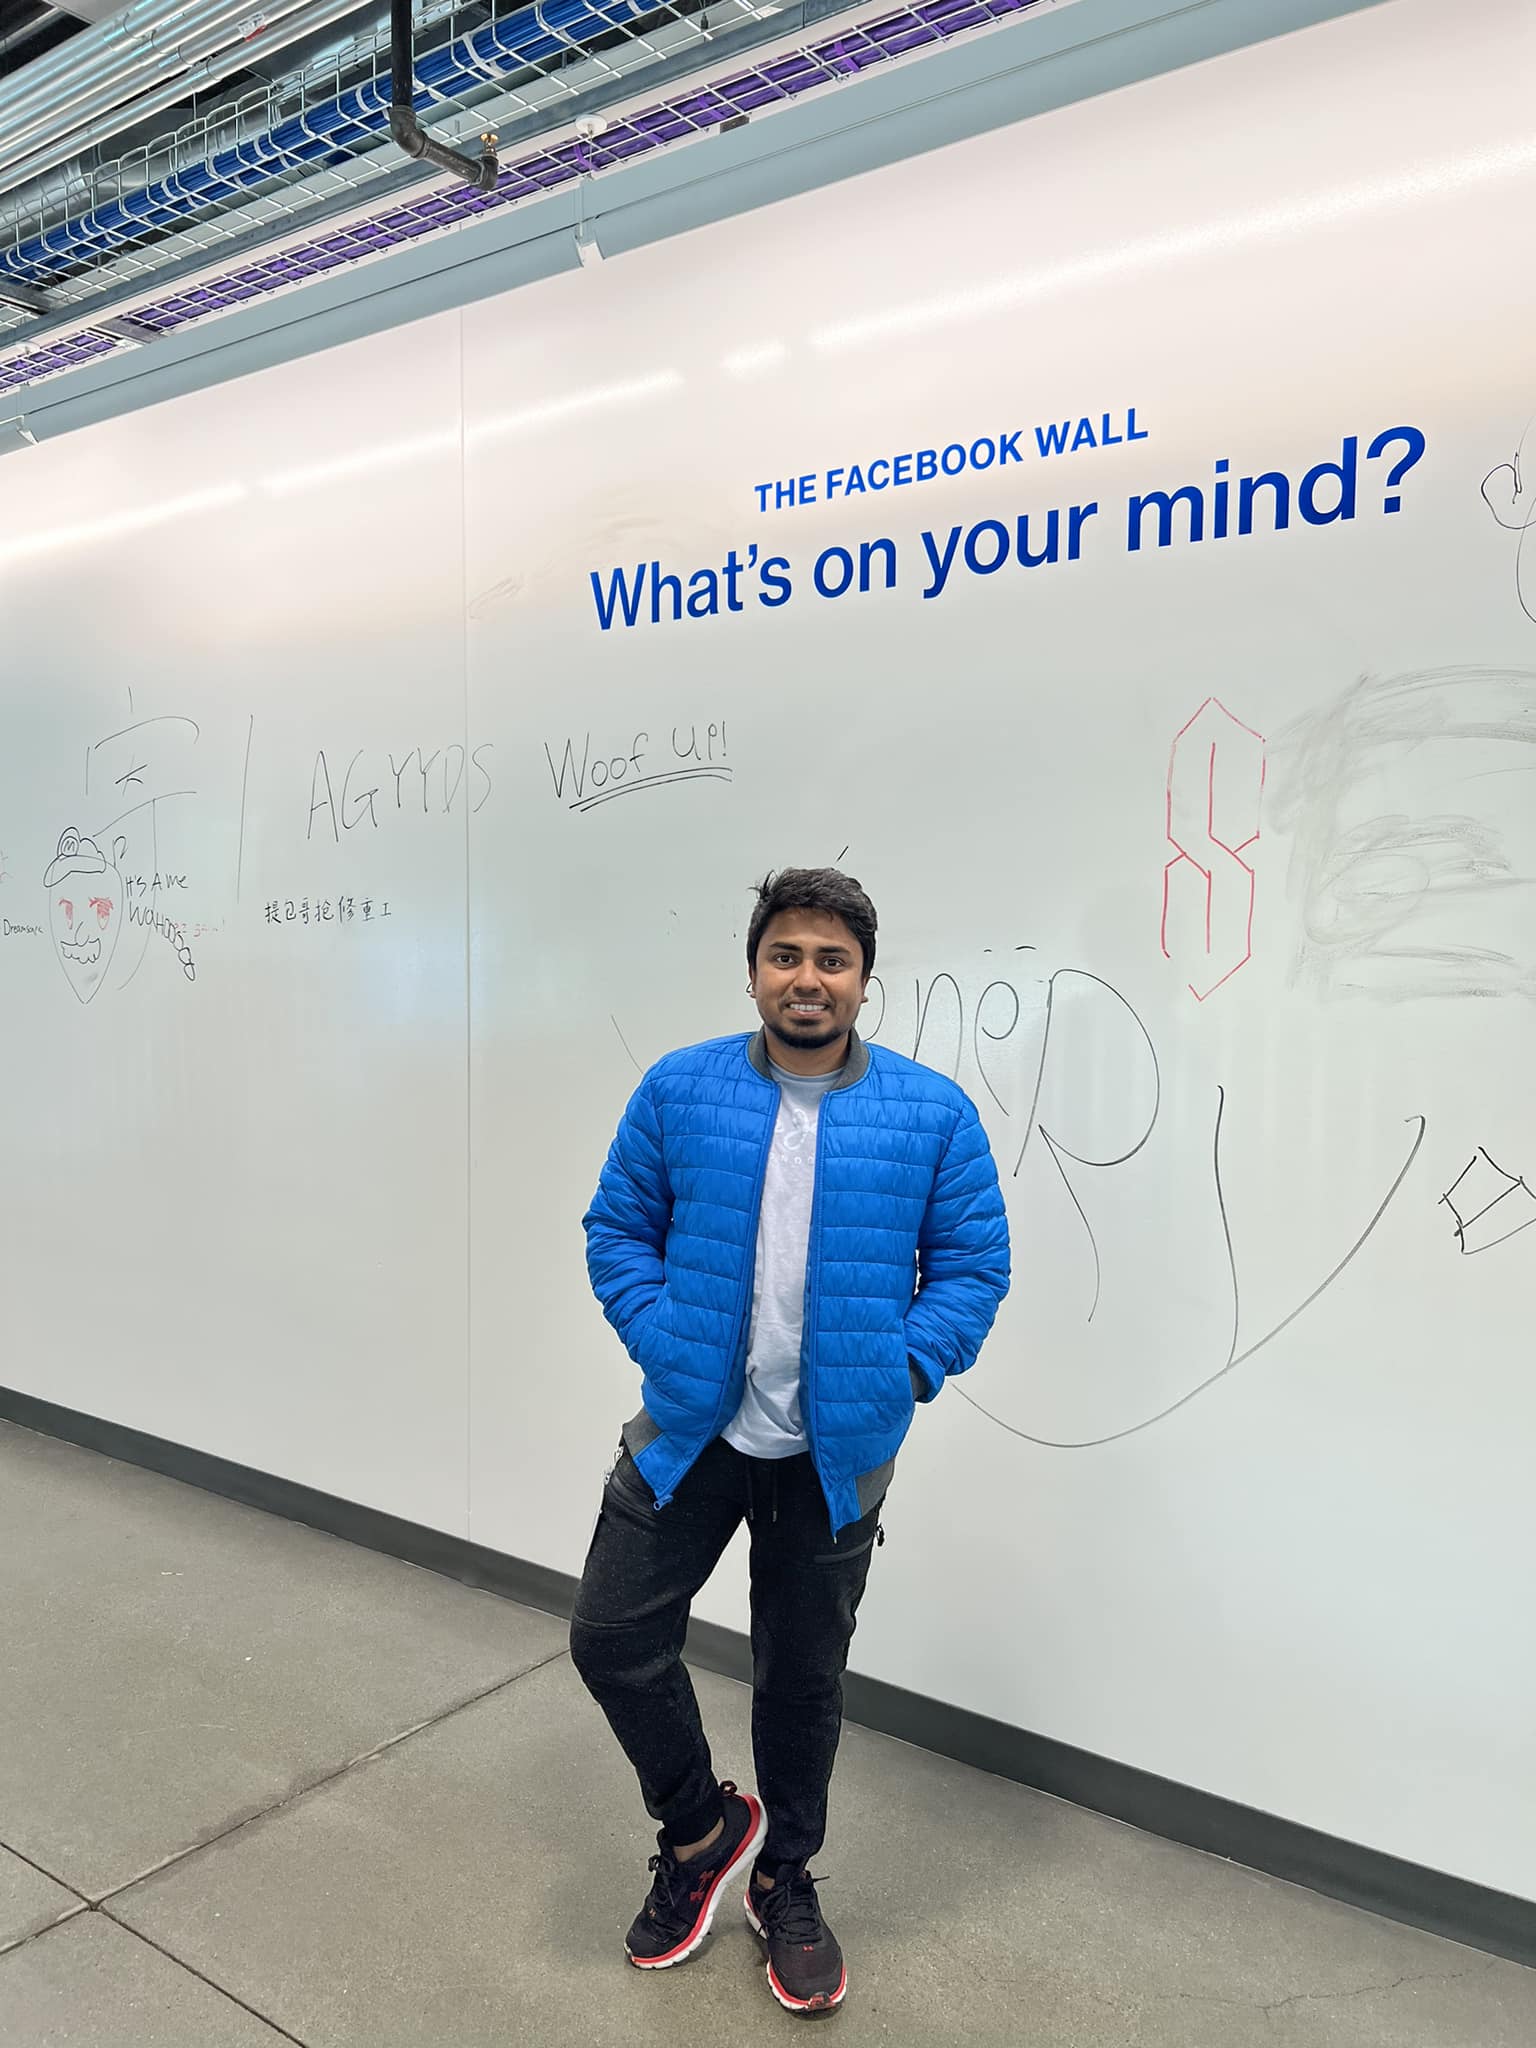 THE FACEBOOK WALL
What's on your mind?
AGYYDS
Woof UP!
It's A me
WAHOO
提包哥抢修重工